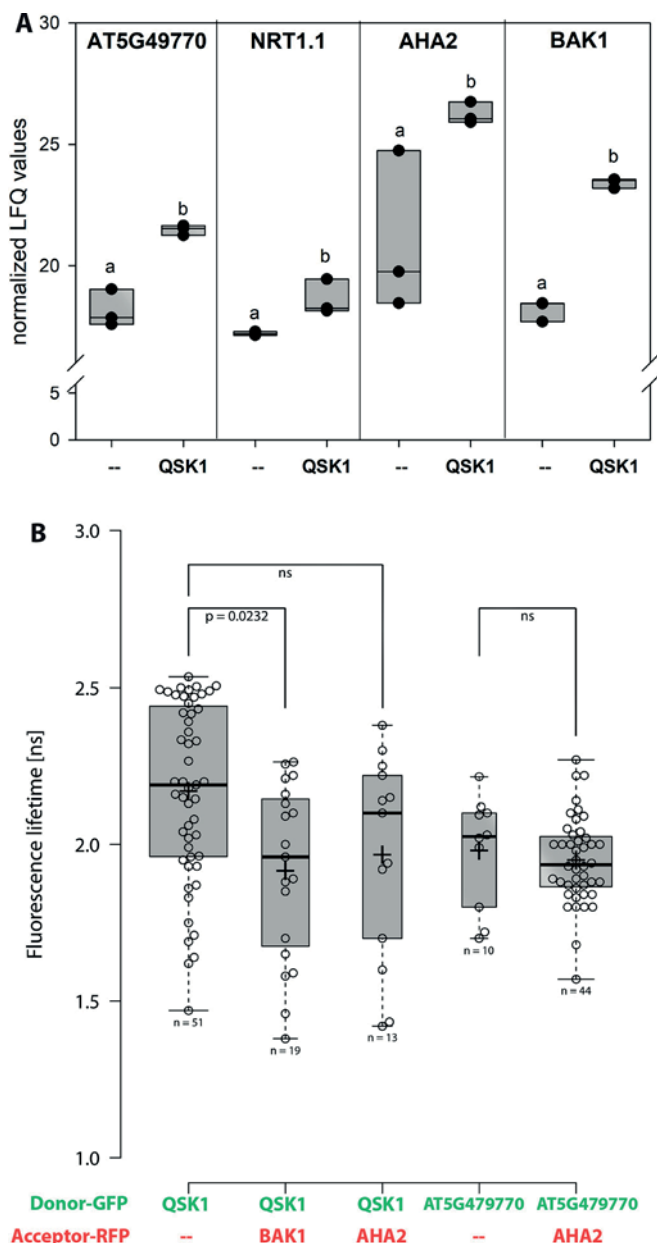 A
30
AT5G49770 NRT1.1 AHA2 BAK1
b
b
a
25
b
b
normalized LFQ values
a
20
b
a
a
5
0
-- QSK1 -- QSK1 -- QSK1 -- QSK1
B
3.0
ns
p = 0.0232
ns
2.5
Fluorescence lifetime [ns]
2.0
n = 10
1.5
n = 51
n = 19
n = 13
n = 44
1.0
Donor-GFP QSK1 QSK1 QSK1 AT5G479770 AT5G479770
Acceptor-RFP -- BAK1 AHA2 -- AHA2